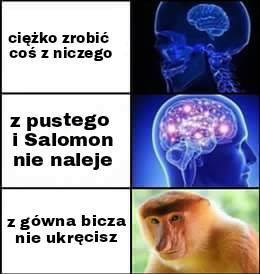 ciężko zrobić
coś z niczego
z pustego
i Salomon
nie naleje
z gówna bicza
nie ukręcisz